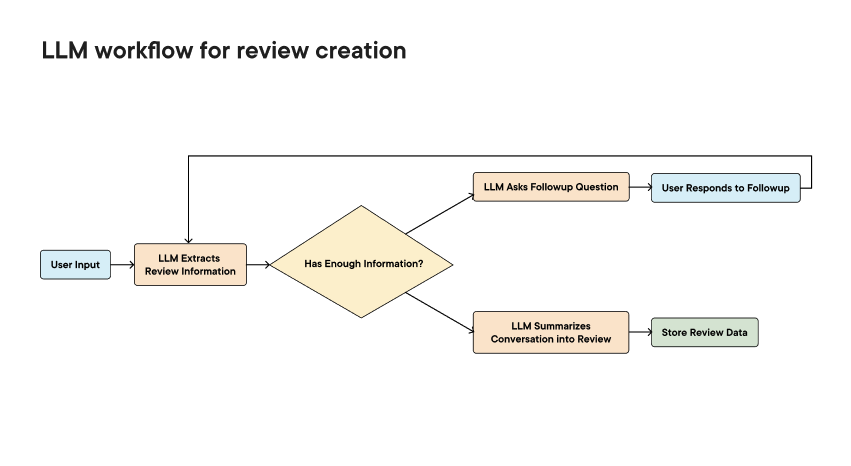 LLM workflow for review creation
LLM Asks Followup Question
User Responds to Followup
User Input
LLM Extracts
Review Information
Has Enough Information?
LLM Summarizes
Conversation into Review
Store Review Data